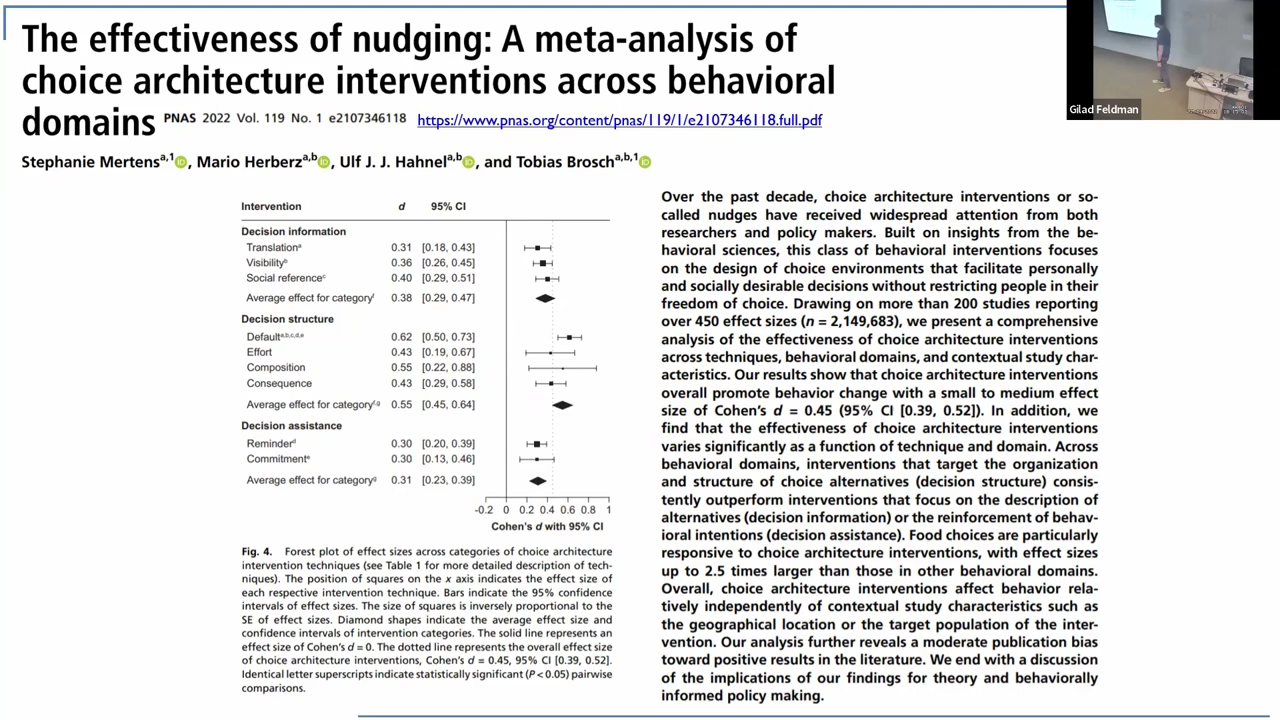 The effectiveness of nudging: A meta-analysis of
choice architecture interventions across behavioral
domains PNAS 2022 Vol. 119 No. 1 e2107346118 https://www.pnas.org/content/pnas/119/1/e2107346118.full.pdf
Stephanie Mertensa,1, Mario Herberza,b, Ulf J. J. Hahnela,b, and Tobias Broscha,b,1
Gilad Feldman
Intervention d 95% CI
Decision information
Translationa 0.31 [0.18, 0.43]
Visibilityb 0.36 [0.26, 0.45]
Social referencec 0.40 [0.29, 0.51]
Average effect for categoryf 0.38 [0.29, 0.47]
Decision structure
Defaulta,b,c,d,e 0.62 [0.50, 0.73]
Effort 0.43 [0.19, 0.67]
Composition 0.55 [0.22, 0.88]
Consequence 0.43 [0.29, 0.58]
Average effect for categoryf,g 0.55 [0.45, 0.64]
Decision assistance
Reminderd 0.30 [0.20, 0.39]
Commitmente 0.30 [0.13, 0.46]
Average effect for categoryg 0.31 [0.23, 0.39]
-0.2 0 0.2 0.4 0.6 0.8 1
Cohen's d with 95% CI
Fig. 4. Forest plot of effect sizes across categories of choice architecture
intervention techniques (see Table 1 for more detailed description of tech-
niques). The position of squares on the x axis indicates the effect size of
each respective intervention technique. Bars indicate the 95% confidence
intervals of effect sizes. The size of squares is inversely proportional to the
SE of effect sizes. Diamond shapes indicate the average effect size and
confidence intervals of intervention categories. The solid line represents an
effect size of Cohen's d = 0. The dotted line represents the overall effect size
of choice architecture interventions, Cohen's d = 0.45, 95% CI [0.39, 0.52].
Identical letter superscripts indicate statistically significant (P < 0.05) pairwise
comparisons.
Over the past decade, choice architecture interventions or so-
called nudges have received widespread attention from both
researchers and policy makers. Built on insights from the be-
havioral sciences, this class of behavioral interventions focuses
on the design of choice environments that facilitate personally
and socially desirable decisions without restricting people in their
freedom of choice. Drawing on more than 200 studies reporting
over 450 effect sizes (n = 2,149,683), we present a comprehensive
analysis of the effectiveness of choice architecture interventions
across techniques, behavioral domains, and contextual study char-
acteristics. Our results show that choice architecture interventions
overall promote behavior change with a small to medium effect
size of Cohen's d = 0.45 (95% CI [0.39, 0.52]). In addition, we
find that the effectiveness of choice architecture interventions
varies significantly as a function of technique and domain. Across
behavioral domains, interventions that target the organization
and structure of choice alternatives (decision structure) consis-
tently outperform interventions that focus on the description of
alternatives (decision information) or the reinforcement of behav-
ioral intentions (decision assistance). Food choices are particularly
responsive to choice architecture interventions, with effect sizes
up to 2.5 times larger than those in other behavioral domains.
Overall, choice architecture interventions affect behavior rela-
tively independently of contextual study characteristics such as
the geographical location or the target population of the inter-
vention. Our analysis further reveals a moderate publication bias
toward positive results in the literature. We end with a discussion
of the implications of our findings for theory and behaviorally
informed policy making.